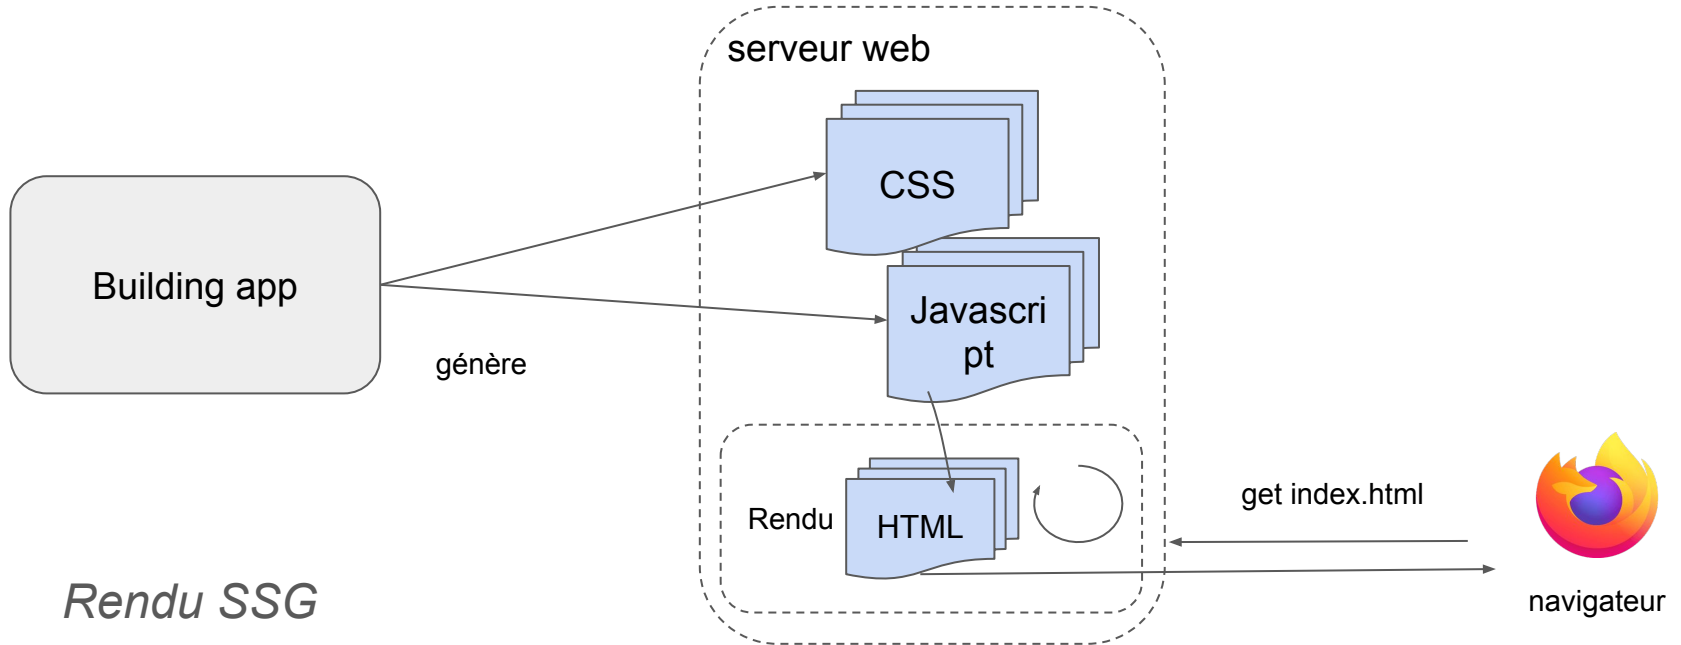 serveur web
CSS
Building app
Javascri
pt
génère
get index.html
Rendu
HTML
Rendu SSG
navigateur